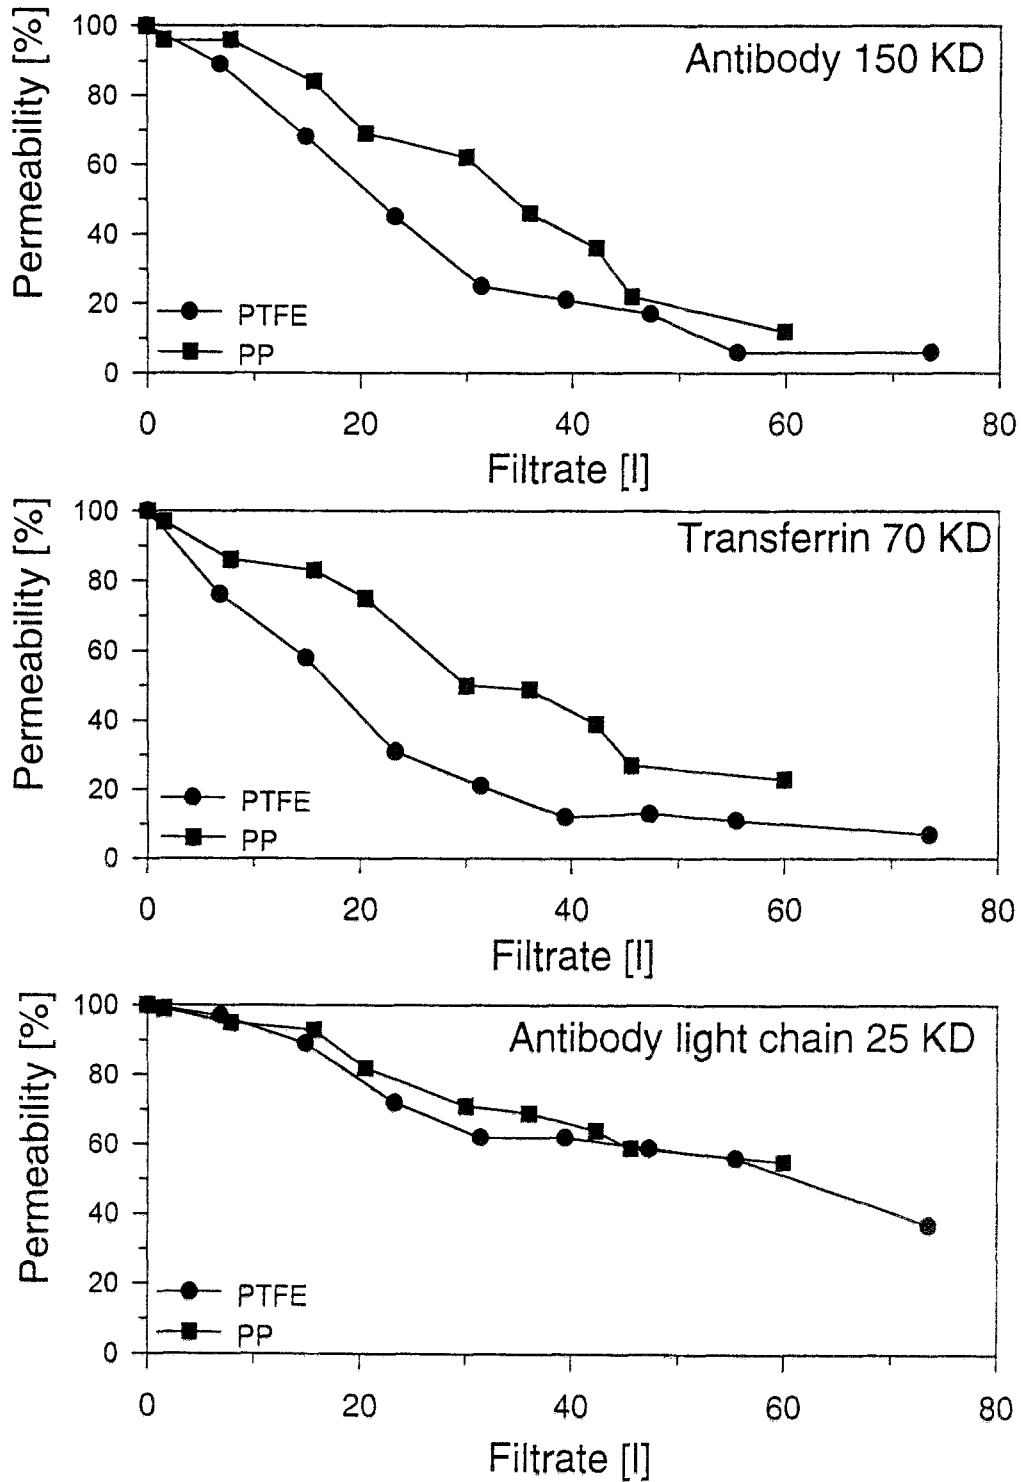 Permeability [%]
100
80
60
40
20
0
Antibody 150 KD
PTFE
PP
0 20 40 60 80
Filtrate [l]
Permeability [%]
100
80
60
40
20
0
Transferrin 70 KD
PTFE
PP
0 20 40 60 80
Filtrate [l]
Permeability [%]
100
80
60
40
20
0
Antibody light chain 25 KD
PTFE
PP
0 20 40 60 80
Filtrate [l]